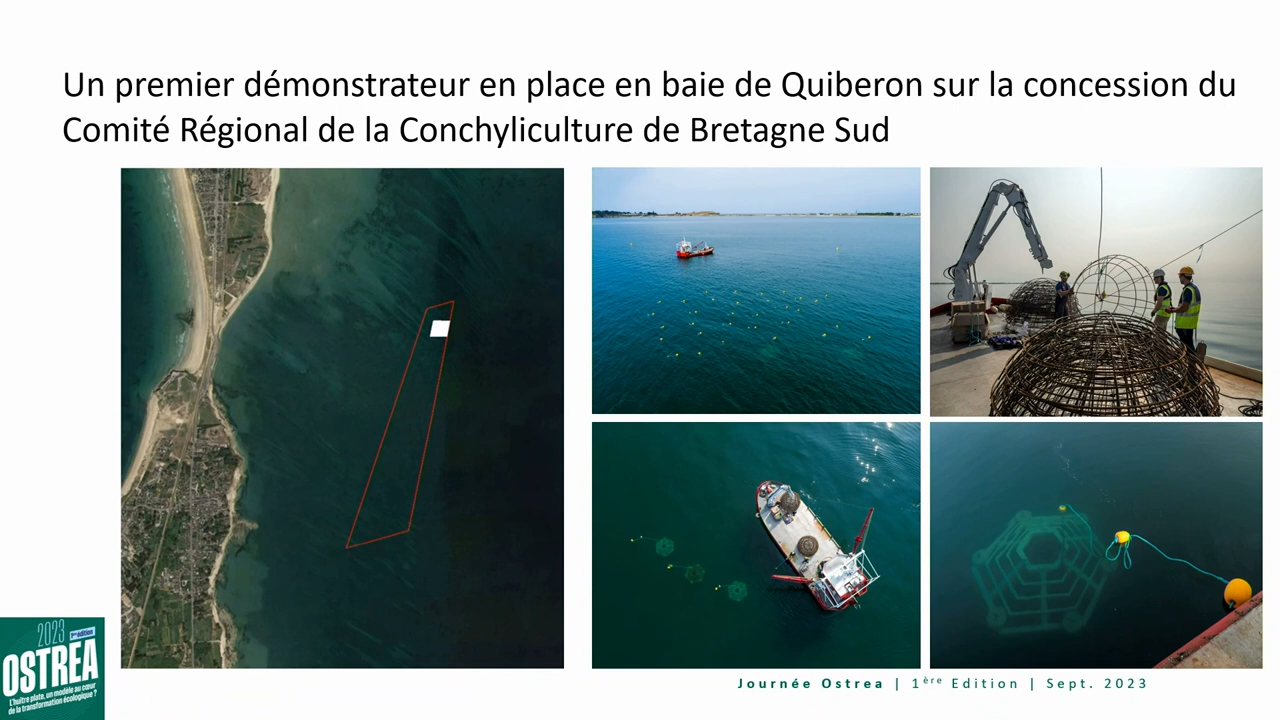 Un premier démonstrateur en place en baie de Quiberon sur la concession du
Comité Régional de la Conchyliculture de Bretagne Sud
2023
1ère édition
OSTREA
L'huître plate, un modèle au cœur
de la transformation écologique ?
Journée Ostrea | 1ère Edition | Sept. 2023